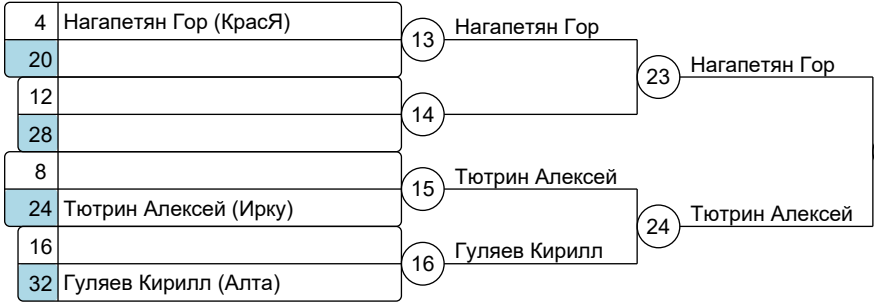 4 Нагапетян Гор (КрасЯ)
20
12
28
8
24 Тютрин Алексей (Ирку)
16
32 Гуляев Кирилл (Алта)
13 Нагапетян Гор
14
15 Тютрин Алексей
16 Гуляев Кирилл
23 Нагапетян Гор
24 Тютрин Алексей